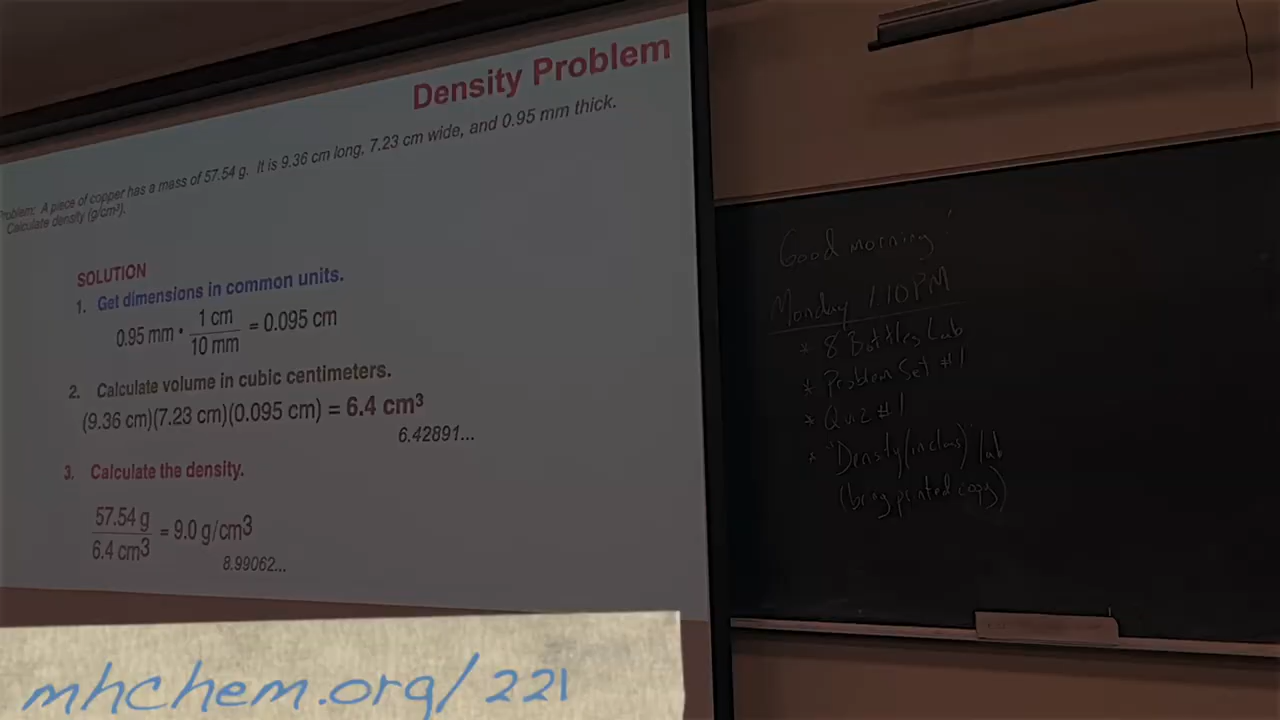 Density Problem
Problem: A piece of copper has a mass of 57.54 g. It is 9.36 cm long, 7.23 cm wide, and 0.95 mm thick.
Calculate density (g/cm³).
SOLUTION
1. Get dimensions in common units.
0.95 mm • 1 cm / 10 mm = 0.095 cm
2. Calculate volume in cubic centimeters.
(9.36 cm)(7.23 cm)(0.095 cm) = 6.4 cm³
6.42891...
3. Calculate the density.
57.54 g / 6.4 cm³ = 9.0 g/cm³
8.99062...
Good morning!
Monday 1:10 PM
* 8 Bottles Lab
* Problem Set #1
* Quiz #1
* "Density (in class)" lab
(bring printed copy)
mhchem.org/221